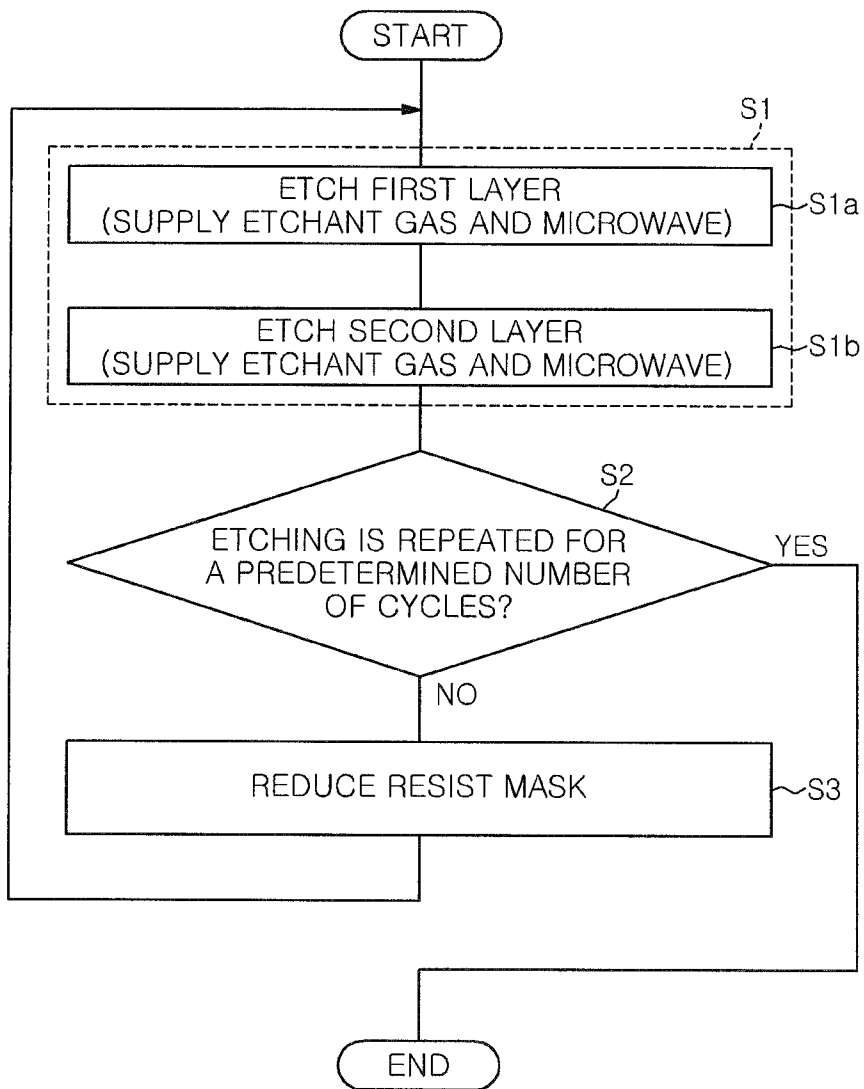 START
S1
ETCH FIRST LAYER
(SUPPLY ETCHANT GAS AND MICROWAVE)
S1a
ETCH SECOND LAYER
(SUPPLY ETCHANT GAS AND MICROWAVE)
S1b
S2
ETCHING IS REPEATED FOR
A PREDETERMINED NUMBER
OF CYCLES?
YES
NO
REDUCE RESIST MASK
S3
END